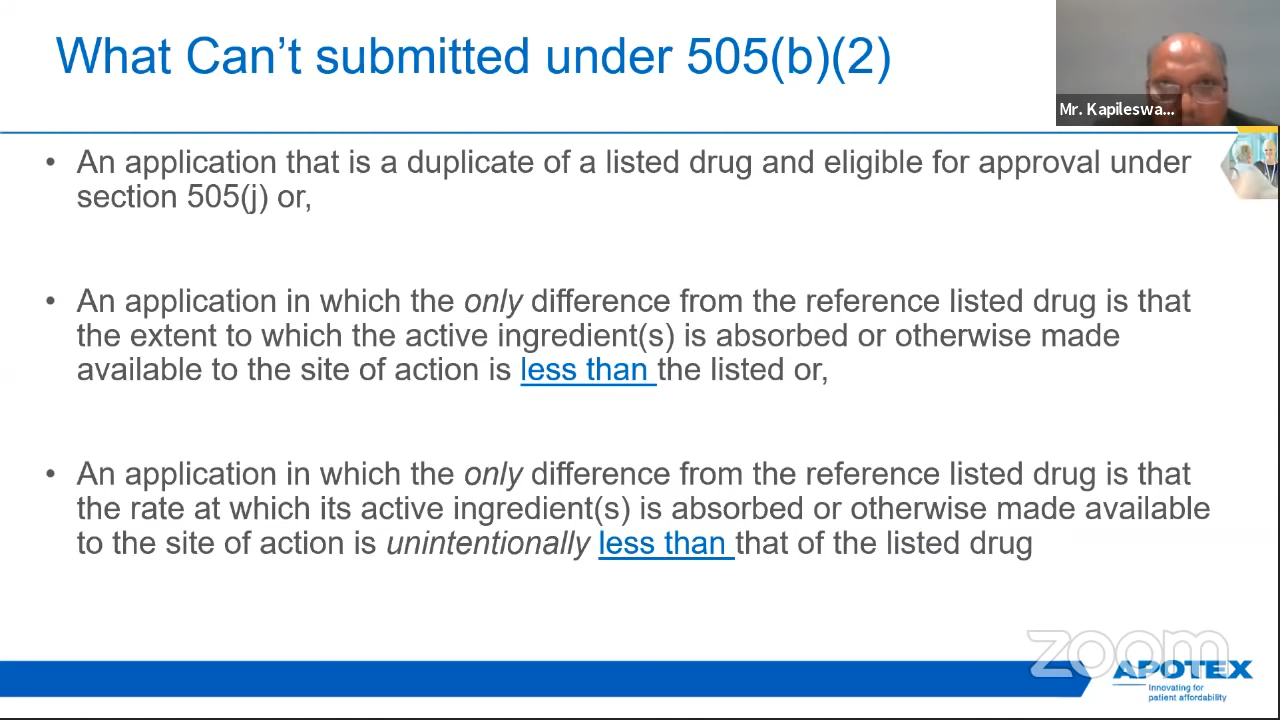 What Can't submitted under 505(b)(2)
Mr. Kapileswa...
• An application that is a duplicate of a listed drug and eligible for approval under
section 505(j) or,
• An application in which the only difference from the reference listed drug is that
the extent to which the active ingredient(s) is absorbed or otherwise made
available to the site of action is less than the listed or,
• An application in which the only difference from the reference listed drug is that
the rate at which its active ingredient(s) is absorbed or otherwise made available
to the site of action is unintentionally less than that of the listed drug
zoom
APOTEX
Innovating for
patient affordability